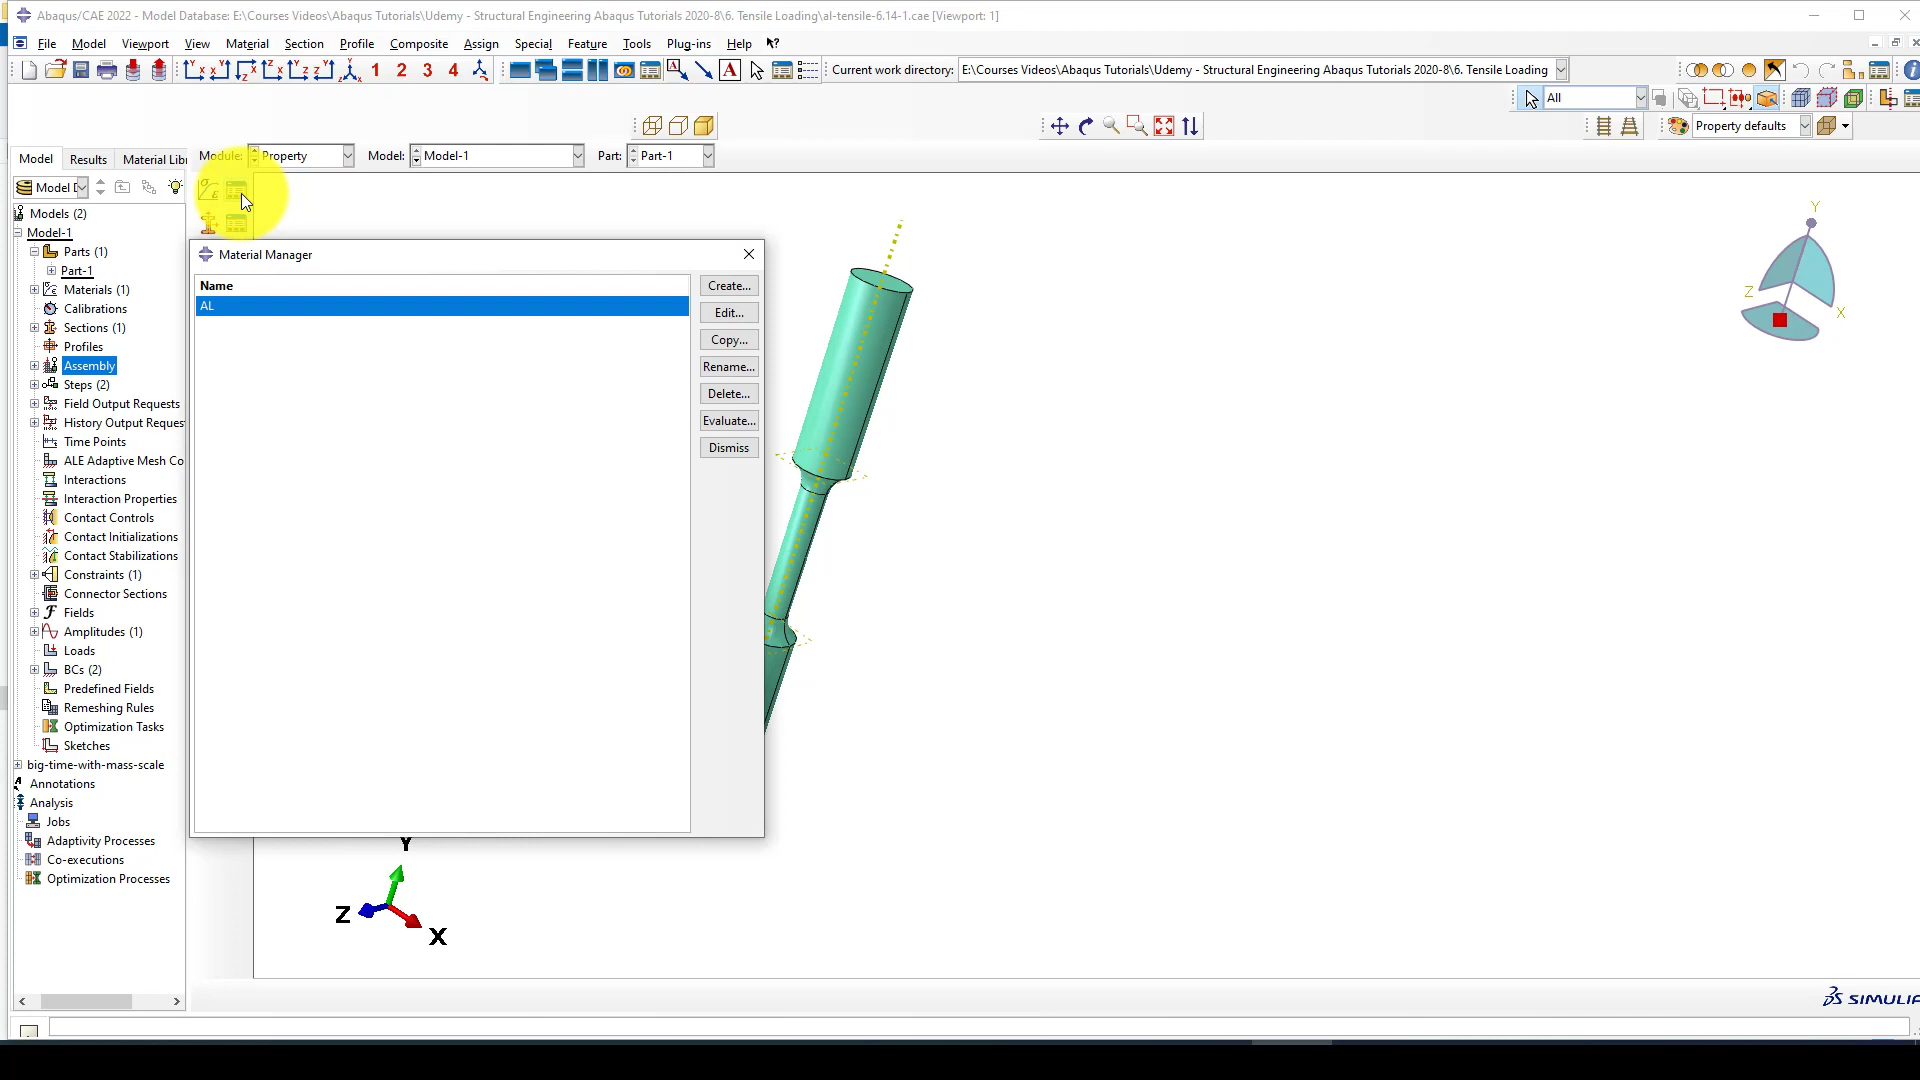 Abaqus/CAE 2022 - Model Database: E:\Courses Videos\Abaqus Tutorials\Udemy - Structural Engineering Abaqus Tutorials 2020-8\6. Tensile Loading\al-tensile-6.14-1.cae [Viewport: 1]
File Model Viewport View Material Section Profile Composite Assign Special Feature Tools Plug-ins Help
1 2 3 4 A A Current work directory: E:\Courses Videos\Abaqus Tutorials\Udemy - Structural Engineering Abaqus Tutorials 2020-8\6. Tensile Loading
All
Property defaults
Model Results Material Libr Module: Property Model: Model-1 Part: Part-1
Model D
Models (2)
Model-1
Parts (1)
Part-1
Materials (1)
Calibrations
Sections (1)
Profiles
Assembly
Steps (2)
Field Output Requests
History Output Reques
Time Points
ALE Adaptive Mesh Co
Interactions
Interaction Properties
Contact Controls
Contact Initializations
Contact Stabilizations
Constraints (1)
Connector Sections
Fields
Amplitudes (1)
Loads
BCs (2)
Predefined Fields
Remeshing Rules
Optimization Tasks
Sketches
big-time-with-mass-scale
Annotations
Analysis
Jobs
Adaptivity Processes
Co-executions
Optimization Processes
Material Manager
Name
AL
Create...
Edit...
Copy...
Rename...
Delete...
Evaluate...
Dismiss
Y
Z
X
Y
Z
X
SIMULIA